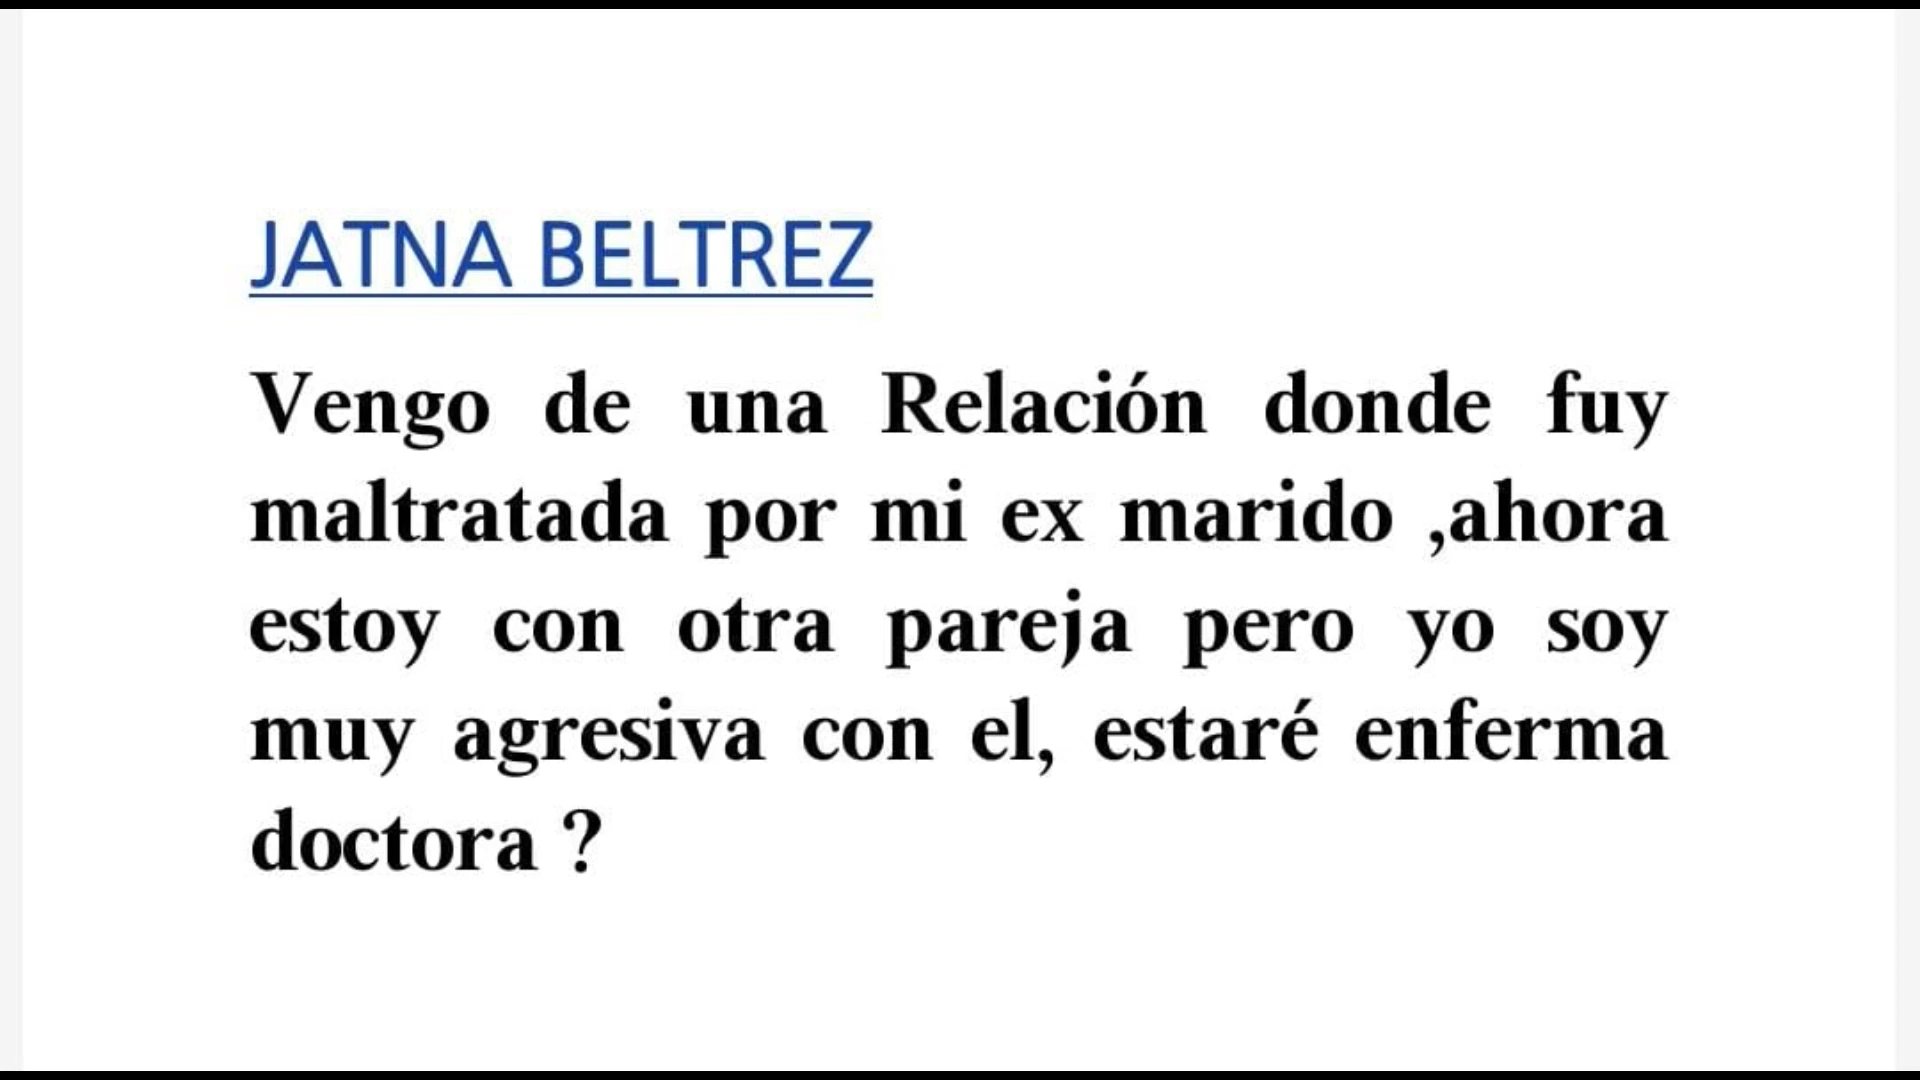 JATNA BELTREZ
Vengo de una Relación donde fuy
maltratada por mi ex marido ,ahora
estoy con otra pareja pero yo soy
muy agresiva con el, estaré enferma
doctora ?